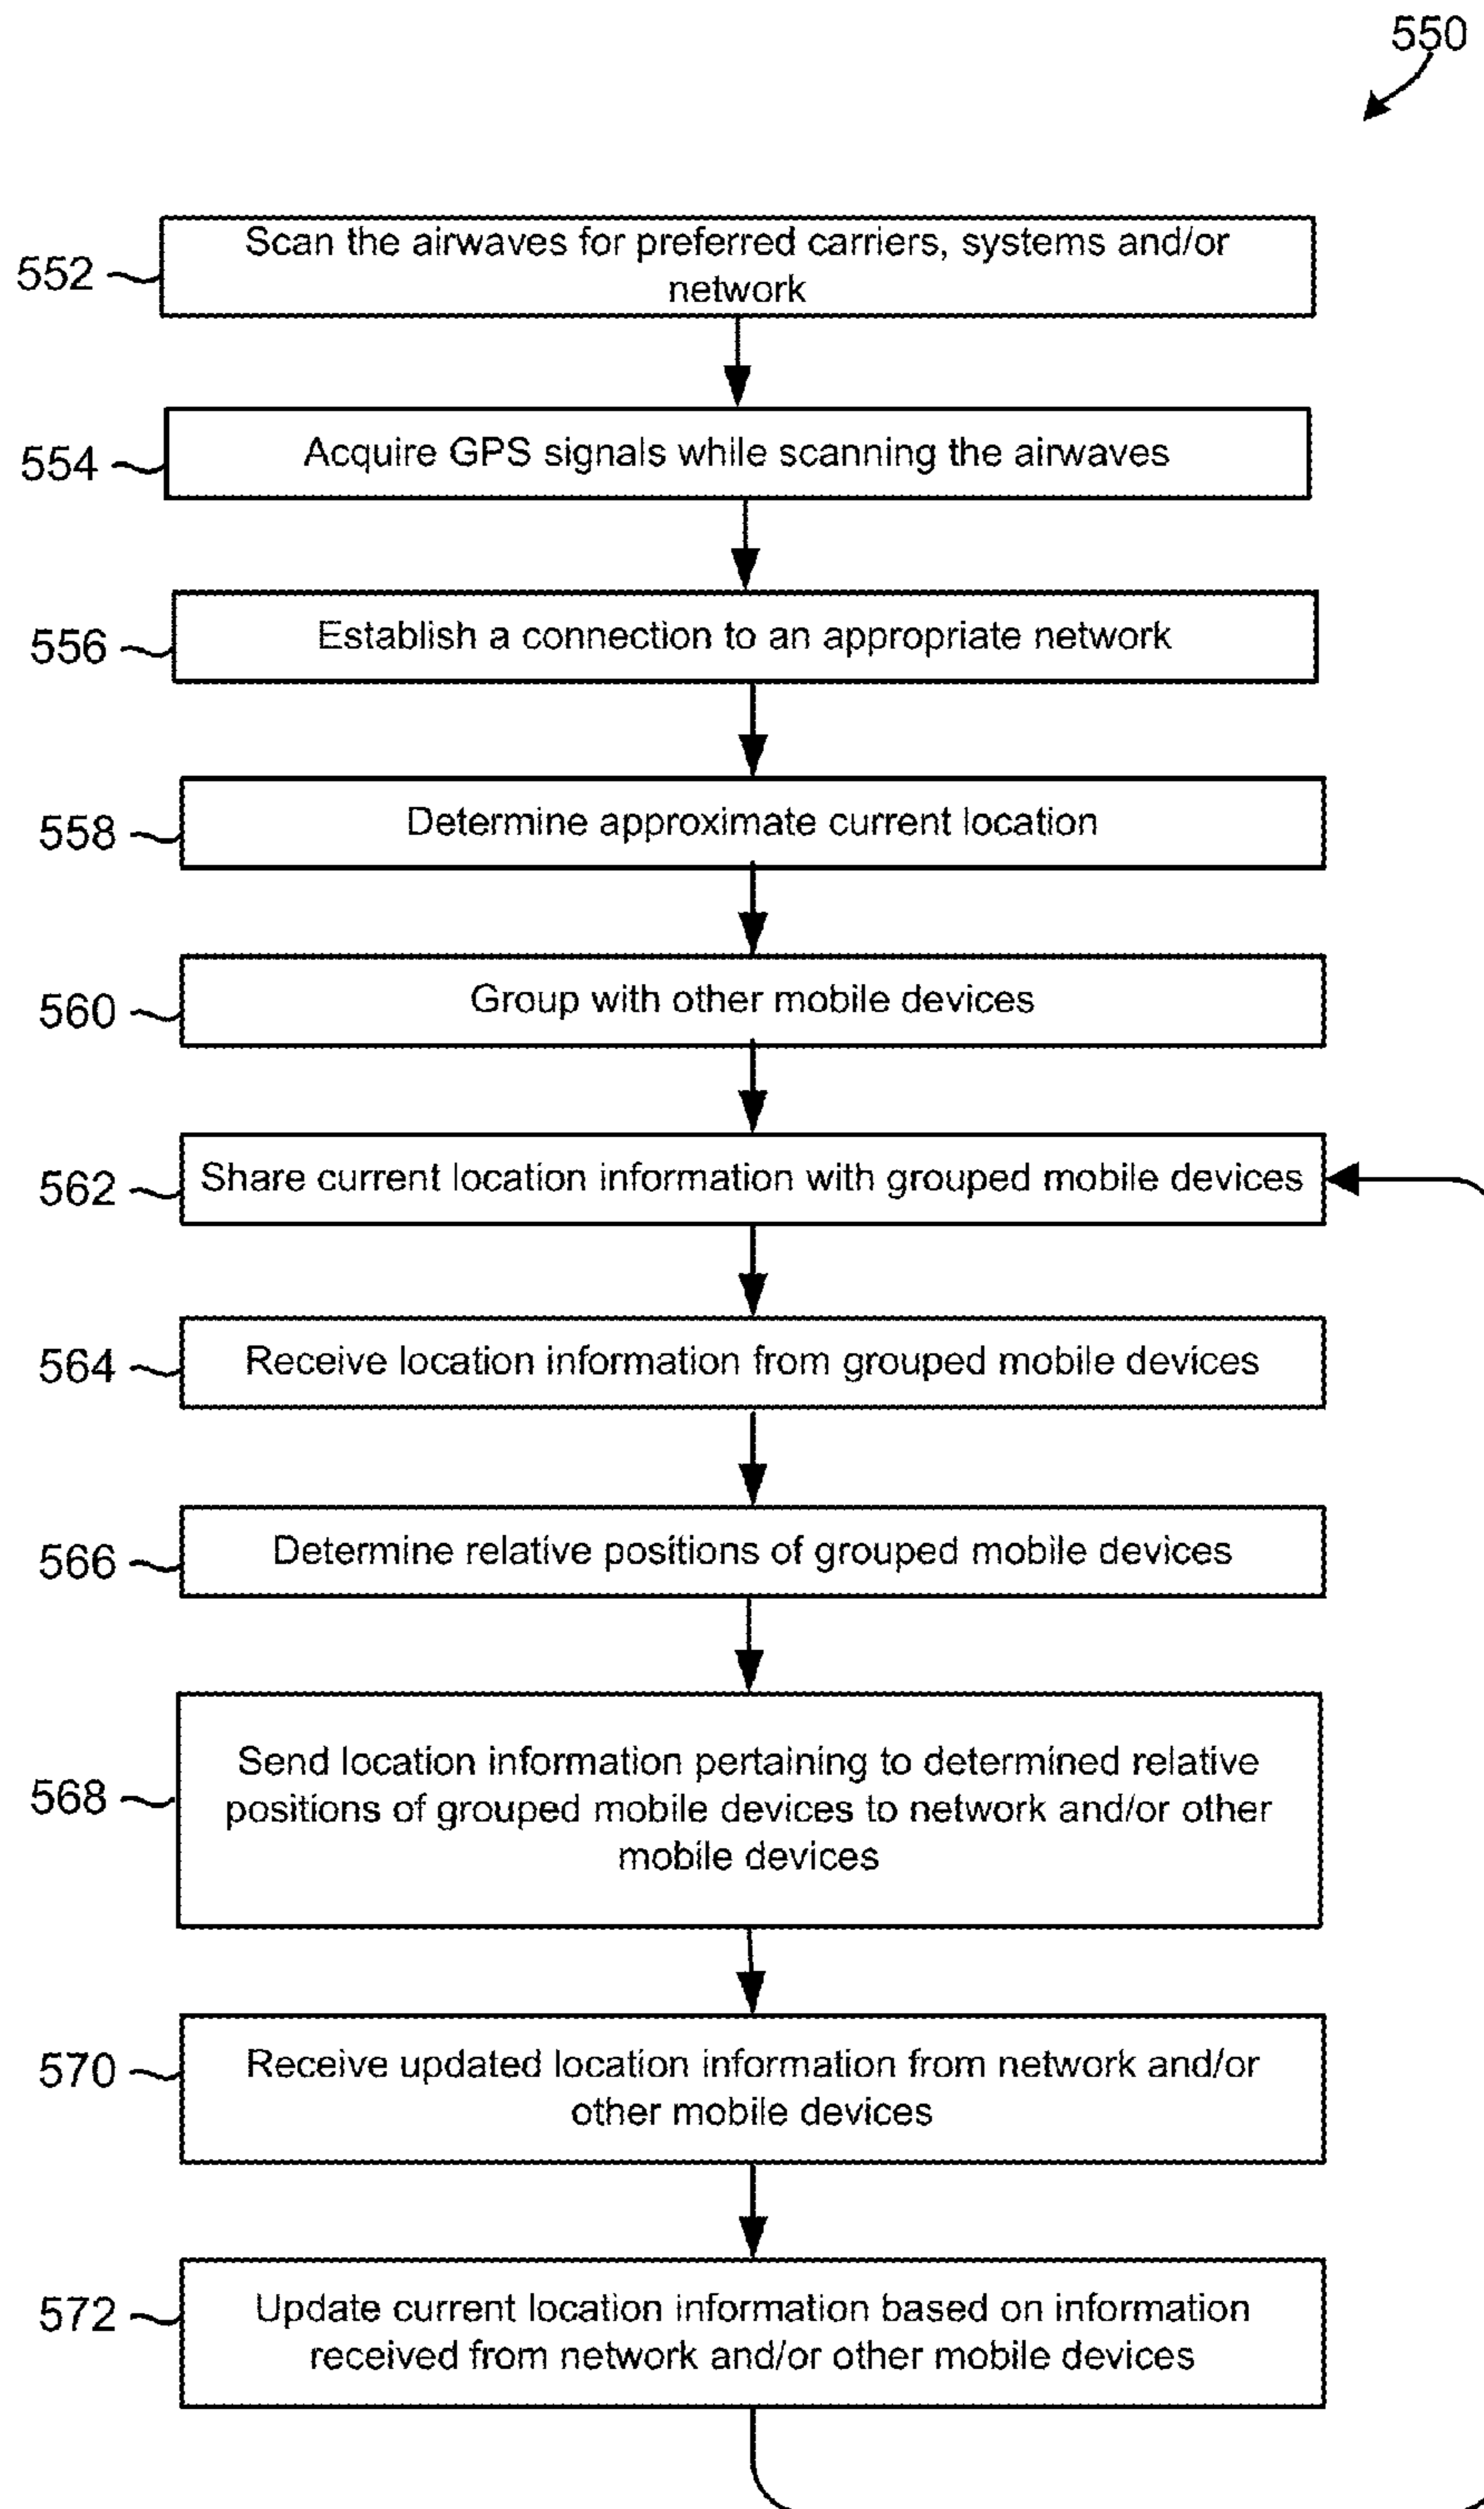 550
552
Scan the airwaves for preferred carriers, systems and/or
network
554
Acquire GPS signals while scanning the airwaves
556
Establish a connection to an appropriate network
558
Determine approximate current location
560
Group with other mobile devices
562
Share current location information with grouped mobile devices
564
Receive location information from grouped mobile devices
566
Determine relative positions of grouped mobile devices
568
Send location information pertaining to determined relative
positions of grouped mobile devices to network and/or other
mobile devices
570
Receive updated location information from network and/or
other mobile devices
572
Update current location information based on information
received from network and/or other mobile devices